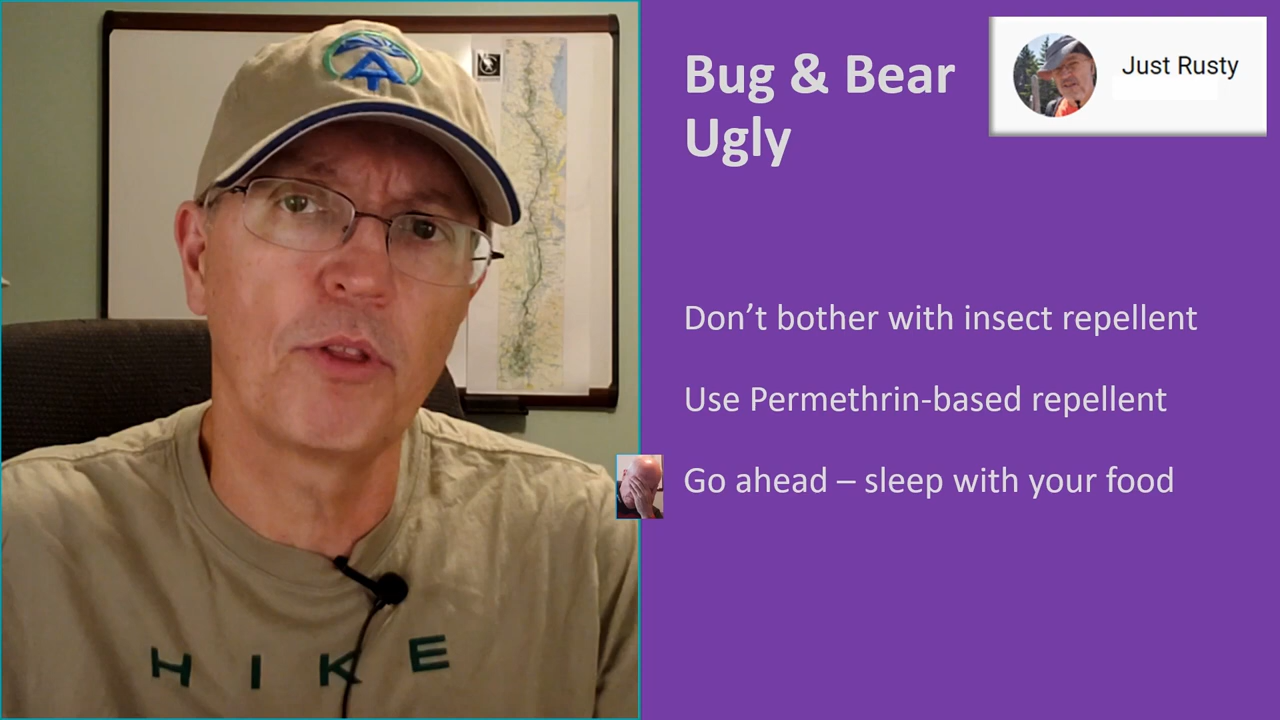 Bug & Bear
Ugly
Just Rusty
Don’t bother with insect repellent
Use Permethrin-based repellent
Go ahead – sleep with your food
AT
HIKE